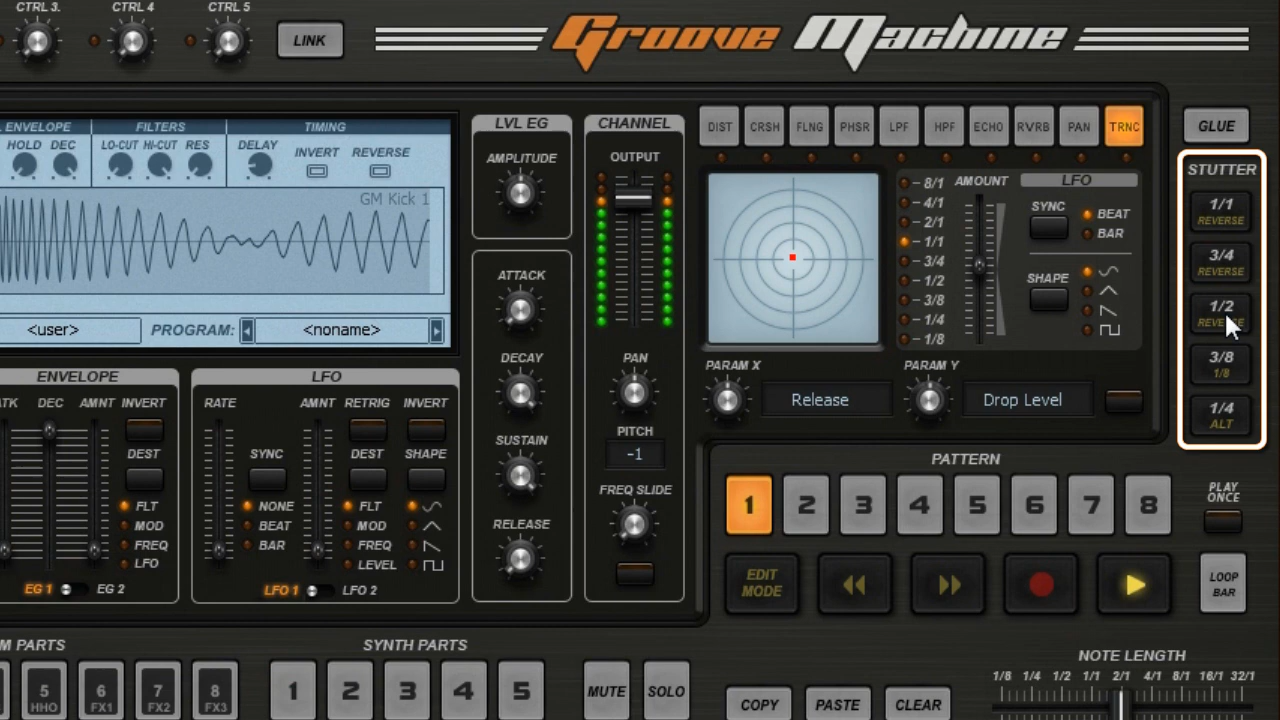 CTRL 3.
CTRL 4
CTRL 5
LINK
Groove Machine
ENVELOPE
FILTERS
TIMING
HOLD
DEC
LO-CUT
HI-CUT
RES
DELAY
INVERT
REVERSE
GM Kick 1
<user>
PROGRAM:
<noname>
LVL EG
AMPLITUDE
ATTACK
DECAY
SUSTAIN
RELEASE
CHANNEL
OUTPUT
PAN
PITCH
-1
FREQ SLIDE
DIST
CRSH
FLNG
PHSR
LPF
HPF
ECHO
RVRB
PAN
TRNC
8/1
4/1
2/1
1/1
3/4
1/2
3/8
1/4
1/8
AMOUNT
LFO
SYNC
BEAT
BAR
SHAPE
PARAM X
Release
PARAM Y
Drop Level
GLUE
STUTTER
1/1
REVERSE
3/4
REVERSE
1/2
REVERSE
3/8
1/8
1/4
ALT
ENVELOPE
ATK
DEC
AMNT
INVERT
DEST
FLT
MOD
FREQ
LFO
EG 1
EG 2
LFO
RATE
AMNT
RETRIG
INVERT
SYNC
DEST
SHAPE
NONE
BEAT
BAR
FLT
MOD
FREQ
LEVEL
LFO 1
LFO 2
PATTERN
1 2 3 4 5 6 7 8
PLAY
ONCE
EDIT
MODE
LOOP
BAR
M PARTS
5
HHO
6
FX1
7
FX2
8
FX3
SYNTH PARTS
1 2 3 4 5
MUTE
SOLO
COPY
PASTE
CLEAR
NOTE LENGTH
1/8 1/4 1/2 1/1 2/1 4/1 8/1 16/1 32/1